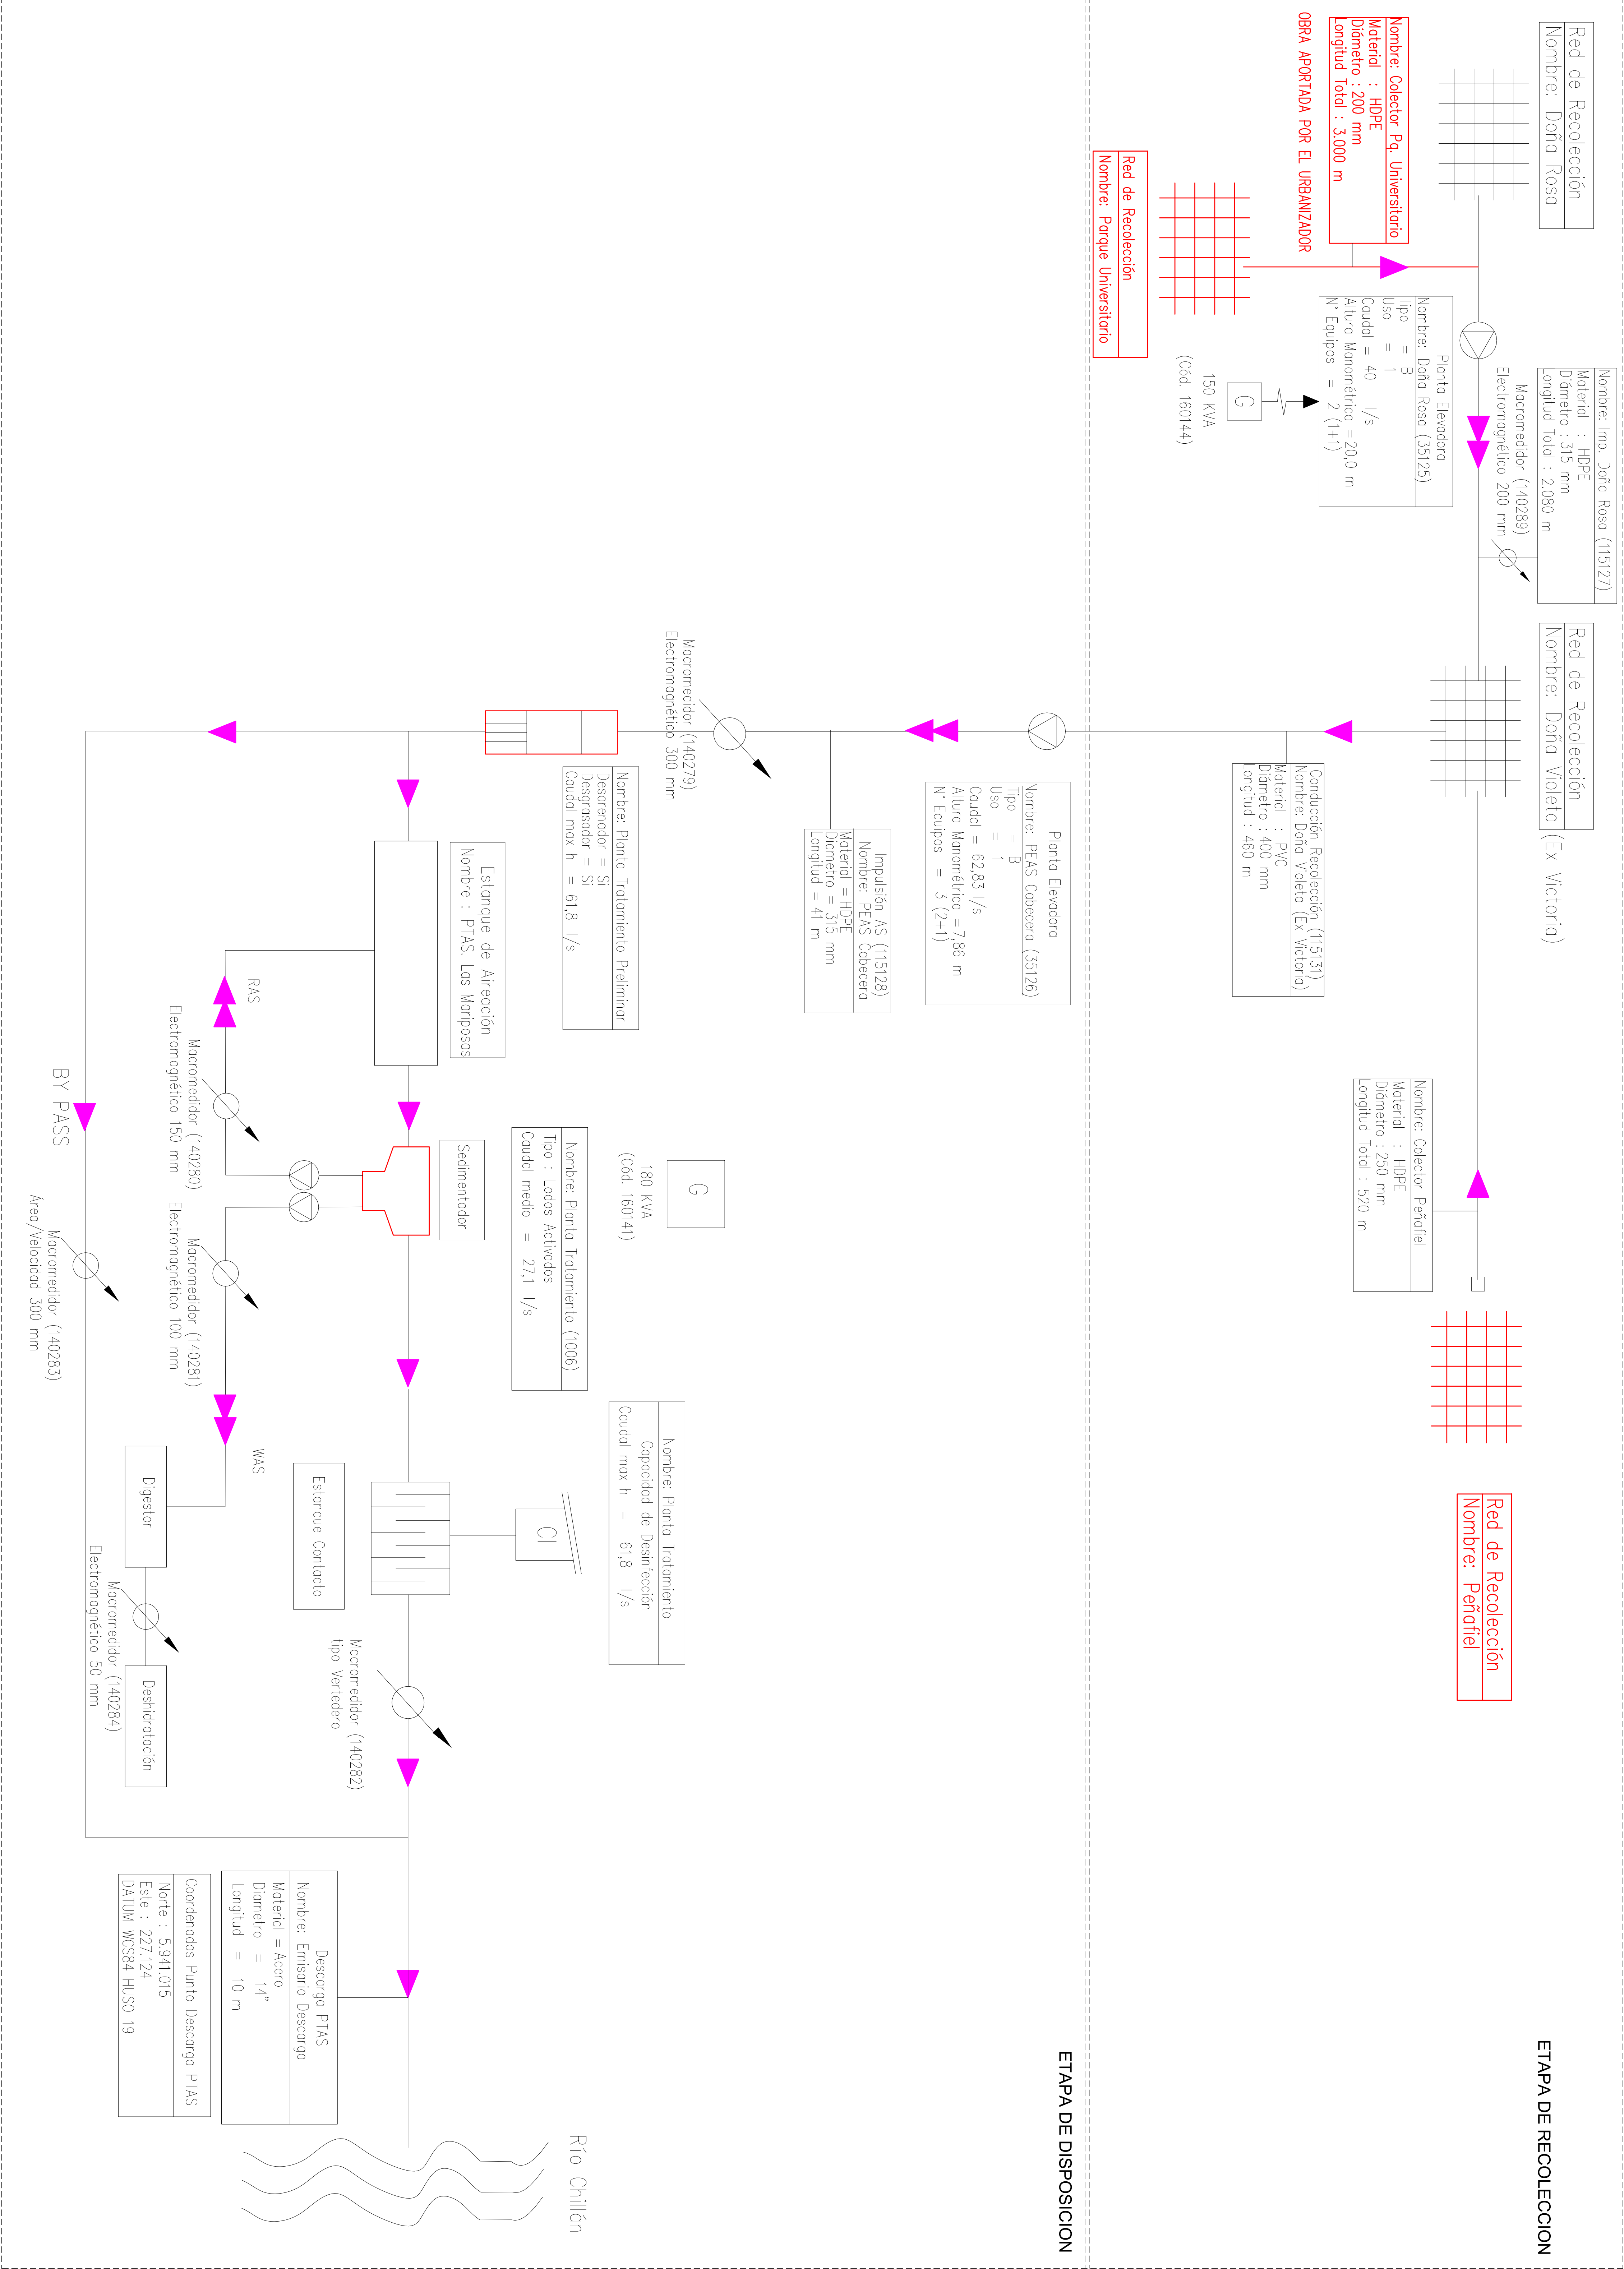 ETAPA DE RECOLECCION
Red de Recolección
Nombre: Doña Rosa
Nombre: Imp. Doña Rosa (115127)
Material : HDPE
Diámetro : 315 mm
Longitud Total : 2.080 m
Macromedidor (140289)
Electromagnético 200 mm
Red de Recolección
Nombre: Doña Violeta (Ex Victoria)
Red de Recolección
Nombre: Peñafiel
Nombre: Colector Peñafiel
Material : HDPE
Diámetro : 250 mm
Longitud Total : 520 m
Nombre: Colector Pq. Universitario
Material : HDPE
Diámetro : 200 mm
Longitud Total : 3.000 m
OBRA APORTADA POR EL URBANIZADOR
Planta Elevadora
Nombre: Doña Rosa (35125)
Tipo = B
Uso = 1
Caudal = 40 l/s
Altura Manométrica = 20,0 m
N° Equipos = 2 (1+1)
G
150 KVA
(Cód. 160144)
Conducción Recolección (115131)
Nombre: Doña Violeta (Ex Victoria)
Material : PVC
Diámetro : 400 mm
Longitud : 460 m
Red de Recolección
Nombre: Parque Universitario
ETAPA DE DISPOSICION
Planta Elevadora
Nombre: PEAS Cabecera (35126)
Tipo = B
Uso = 1
Caudal = 62,83 l/s
Altura Manométrica = 7,86 m
N° Equipos = 3 (2+1)
Impulsión AS (115128)
Nombre: PEAS Cabecera
Material = HDPE
Diametro = 315 mm
Longitud = 41 m
Macromedidor (140279)
Electromagnético 300 mm
G
180 KVA
(Cód. 160141)
Nombre: Planta Tratamiento
Capacidad de Desinfección
Caudal max h = 61,8 l/s
Nombre: Planta Tratamiento Preliminar
Desarenador = Si
Desgrasador = Si
Caudal max h = 61,8 l/s
Nombre: Planta Tratamiento (1006)
Tipo : Lodos Activados
Caudal medio = 27,1 l/s
Cl
Río Chillán
Estanque de Aireación
Nombre : PTAS. Las Mariposas
Sedimentador
Estanque Contacto
Macromedidor (140282)
tipo Vertedero
Descarga PTAS
Nombre: Emisario Descarga
Material = Acero
Diametro = 14"
Longitud = 10 m
RAS
Macromedidor (140280)
Electromagnético 150 mm
Macromedidor (140281)
Electromagnético 100 mm
WAS
Digestor
Macromedidor (140284)
Electromagnético 50 mm
Deshidratación
Coordenadas Punto Descarga PTAS
Norte : 5.941.015
Este : 227.124
DATUM WGS84 HUSO 19
BY PASS
Macromedidor (140283)
Área/Velocidad 300 mm